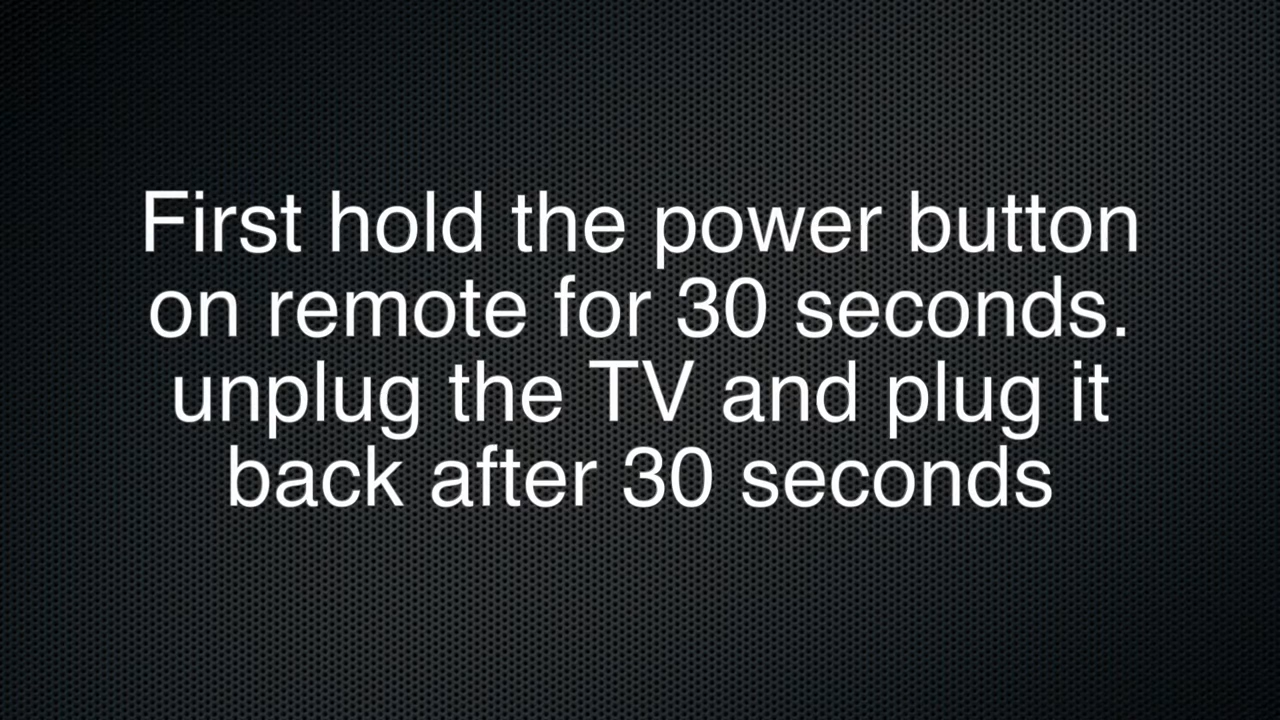 First hold the power button
on remote for 30 seconds.
unplug the TV and plug it
back after 30 seconds